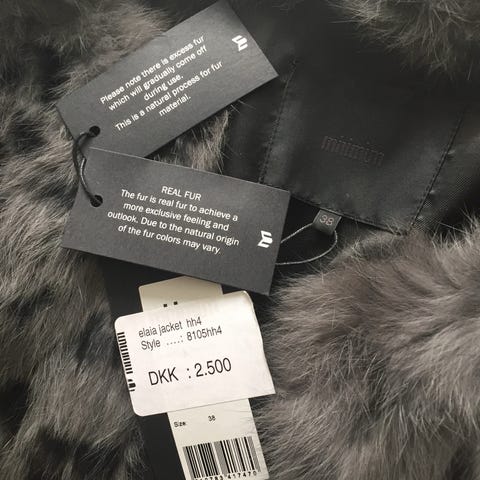 Please note there is excess fur
which will gradually come off
during use.
This is a natural process for fur
material.
miiimiii
38
REAL FUR
The fur is real fur to achieve a
more exclusive feeling and
outlook. Due to the natural origin
of the fur colors may vary.
elaia jacket hh4
Style ....: 8105hh4
DKK : 2.500
Size: 38